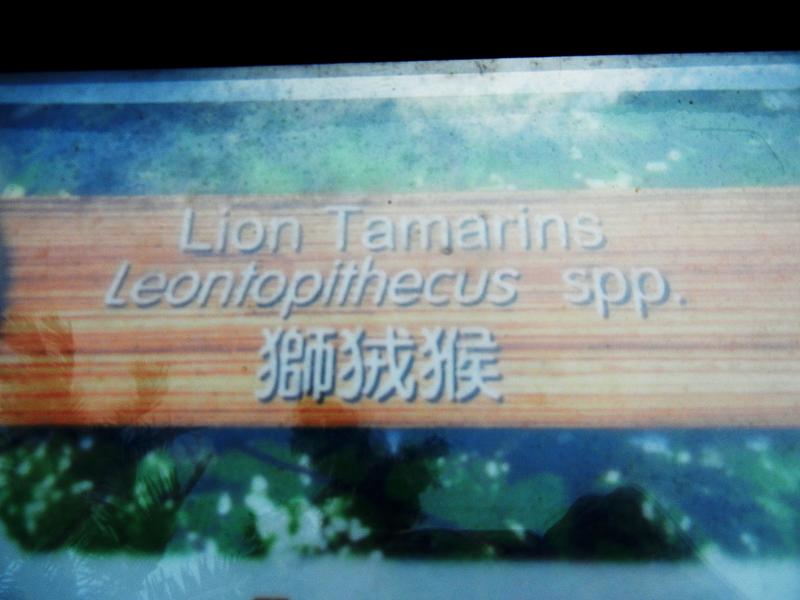 Lion Tamarins
Leontopithecus spp.
獅狨猴